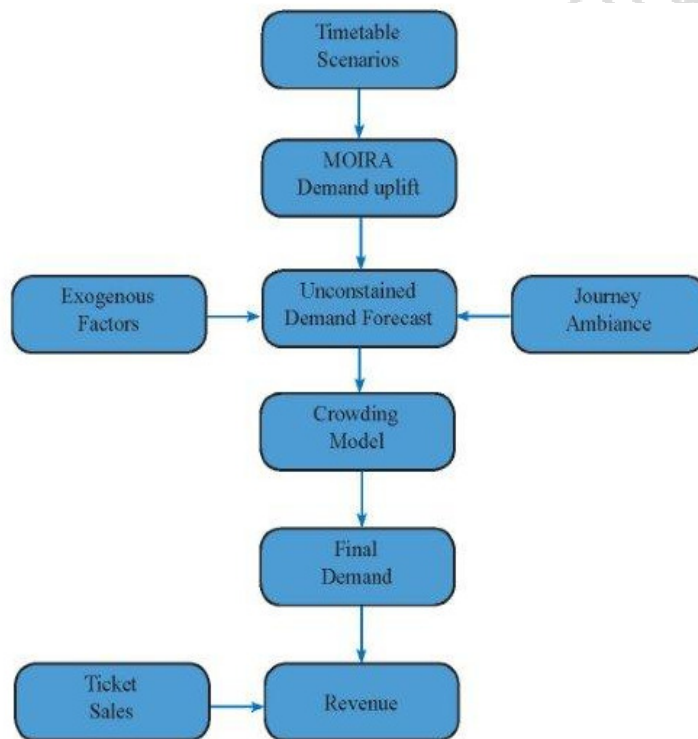 Timetable
Scenarios
MOIRA
Demand uplift
Exogenous
Factors
Unconstained
Demand Forecast
Journey
Ambiance
Crowding
Model
Final
Demand
Ticket
Sales
Revenue